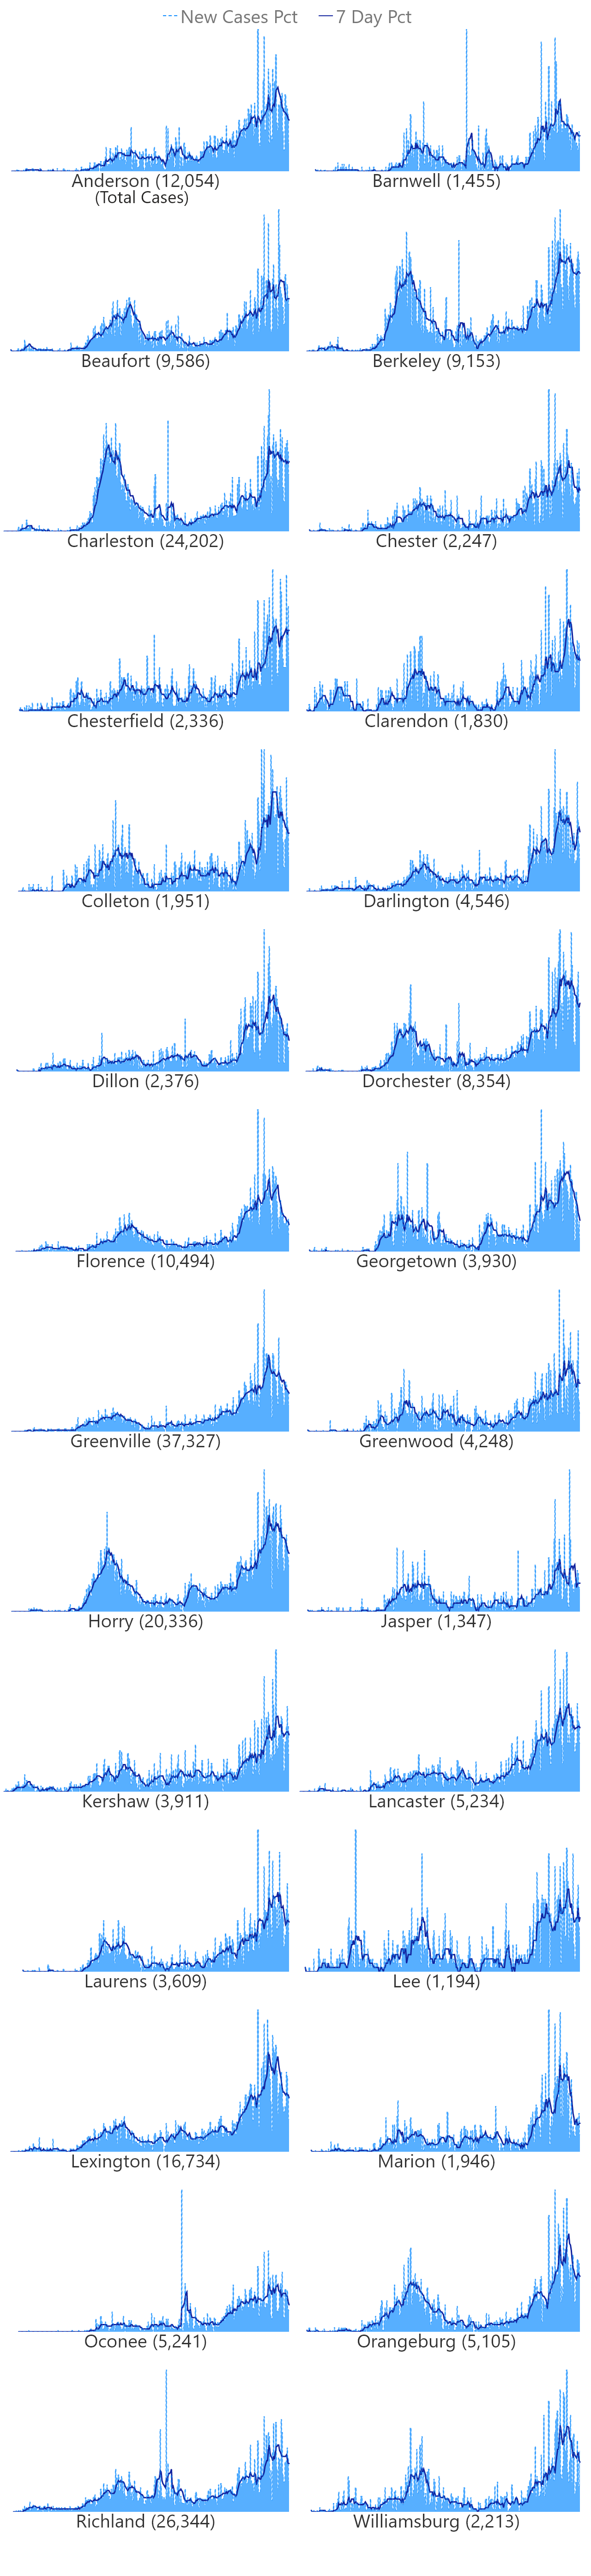 New Cases Pct 7 Day Pct
Anderson (12,054) Barnwell (1,455)
(Total Cases)
Beaufort (9,586) Berkeley (9,153)
Charleston (24,202) Chester (2,247)
Chesterfield (2,336) Clarendon (1,830)
Colleton (1,951) Darlington (4,546)
Dillon (2,376) Dorchester (8,354)
Florence (10,494) Georgetown (3,930)
Greenville (37,327) Greenwood (4,248)
Horry (20,336) Jasper (1,347)
Kershaw (3,911) Lancaster (5,234)
Laurens (3,609) Lee (1,194)
Lexington (16,734) Marion (1,946)
Oconee (5,241) Orangeburg (5,105)
Richland (26,344) Williamsburg (2,213)